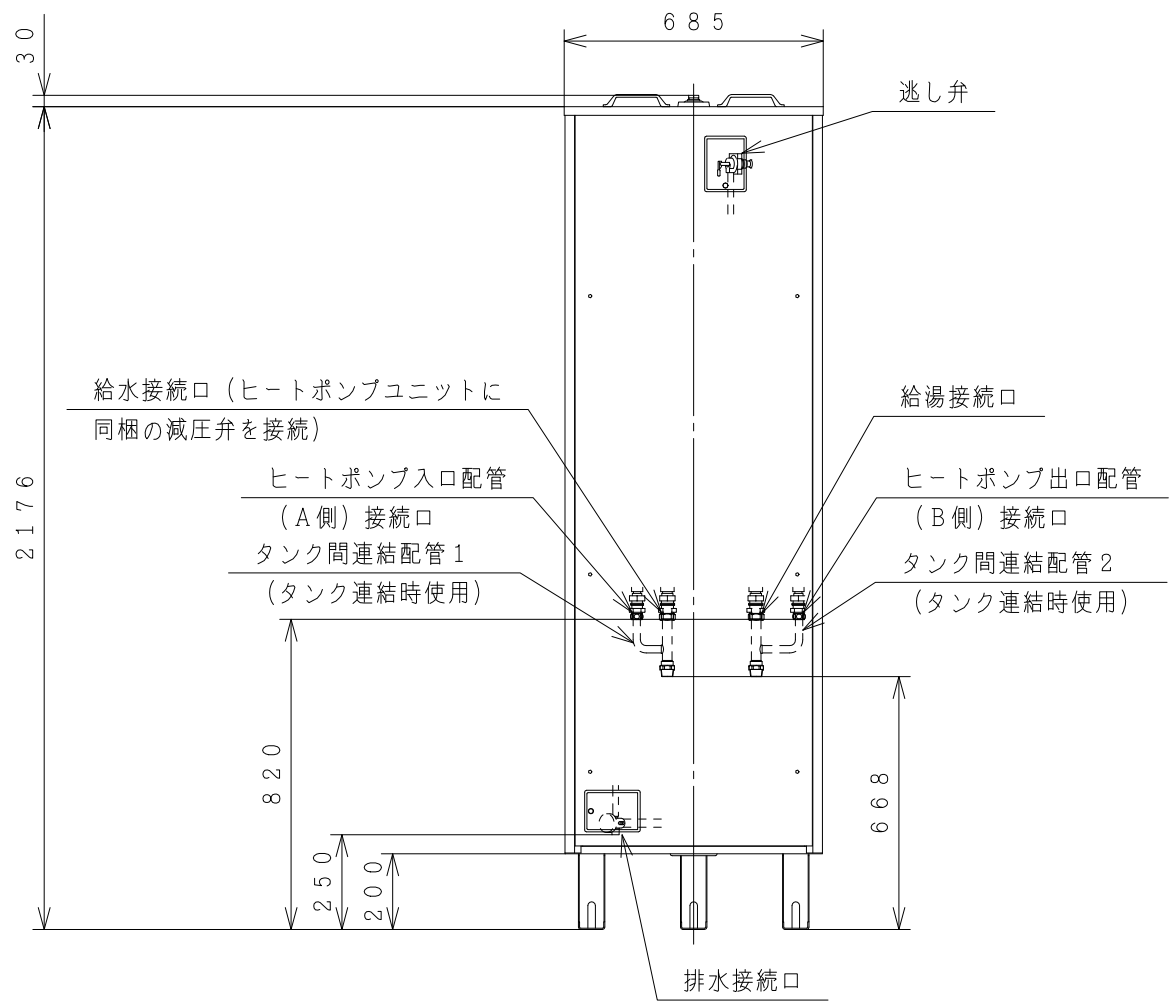 685
30
逃し弁
給水接続口（ヒートポンプユニットに
同梱の減圧弁を接続）
給湯接続口
ヒートポンプ入口配管
（A側）接続口
ヒートポンプ出口配管
（B側）接続口
タンク間連結配管1
（タンク連結時使用）
タンク間連結配管2
（タンク連結時使用）
2176
820
250
200
668
排水接続口